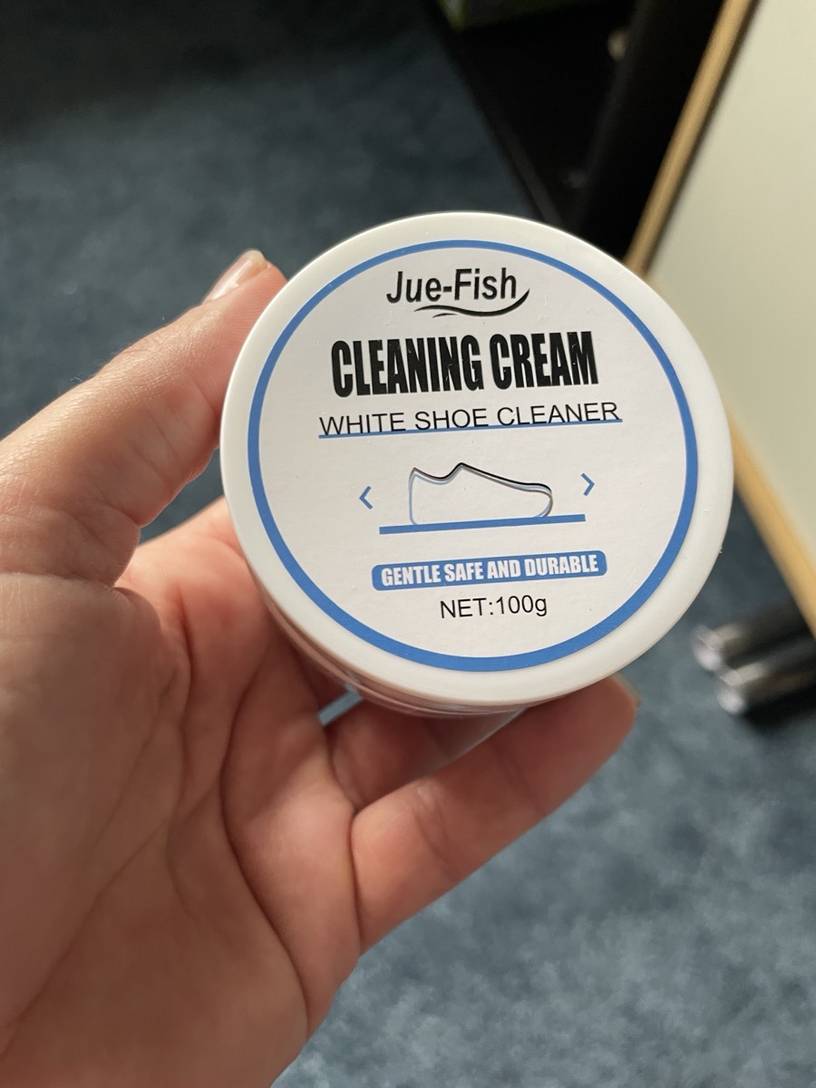 Jue-Fish
CLEANING CREAM
WHITE SHOE CLEANER
GENTLE SAFE AND DURABLE
NET:100g